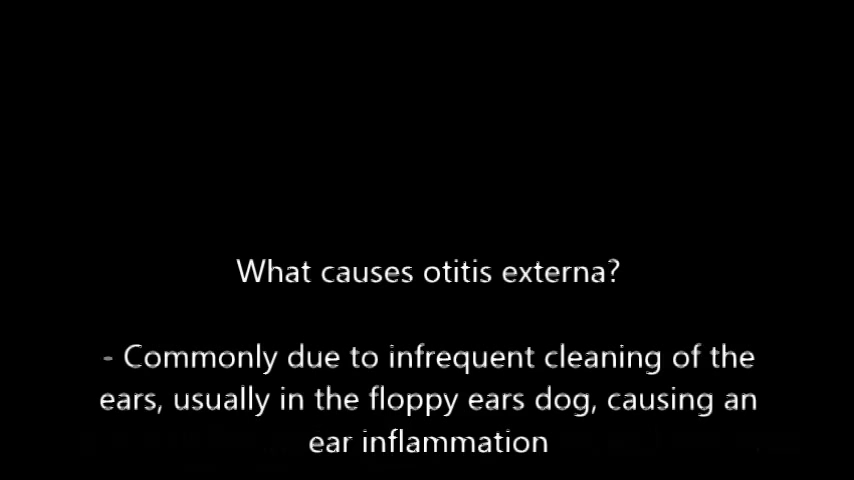 What causes otitis externa?
- Commonly due to infrequent cleaning of the
ears, usually in the floppy ears dog, causing an
ear inflammation